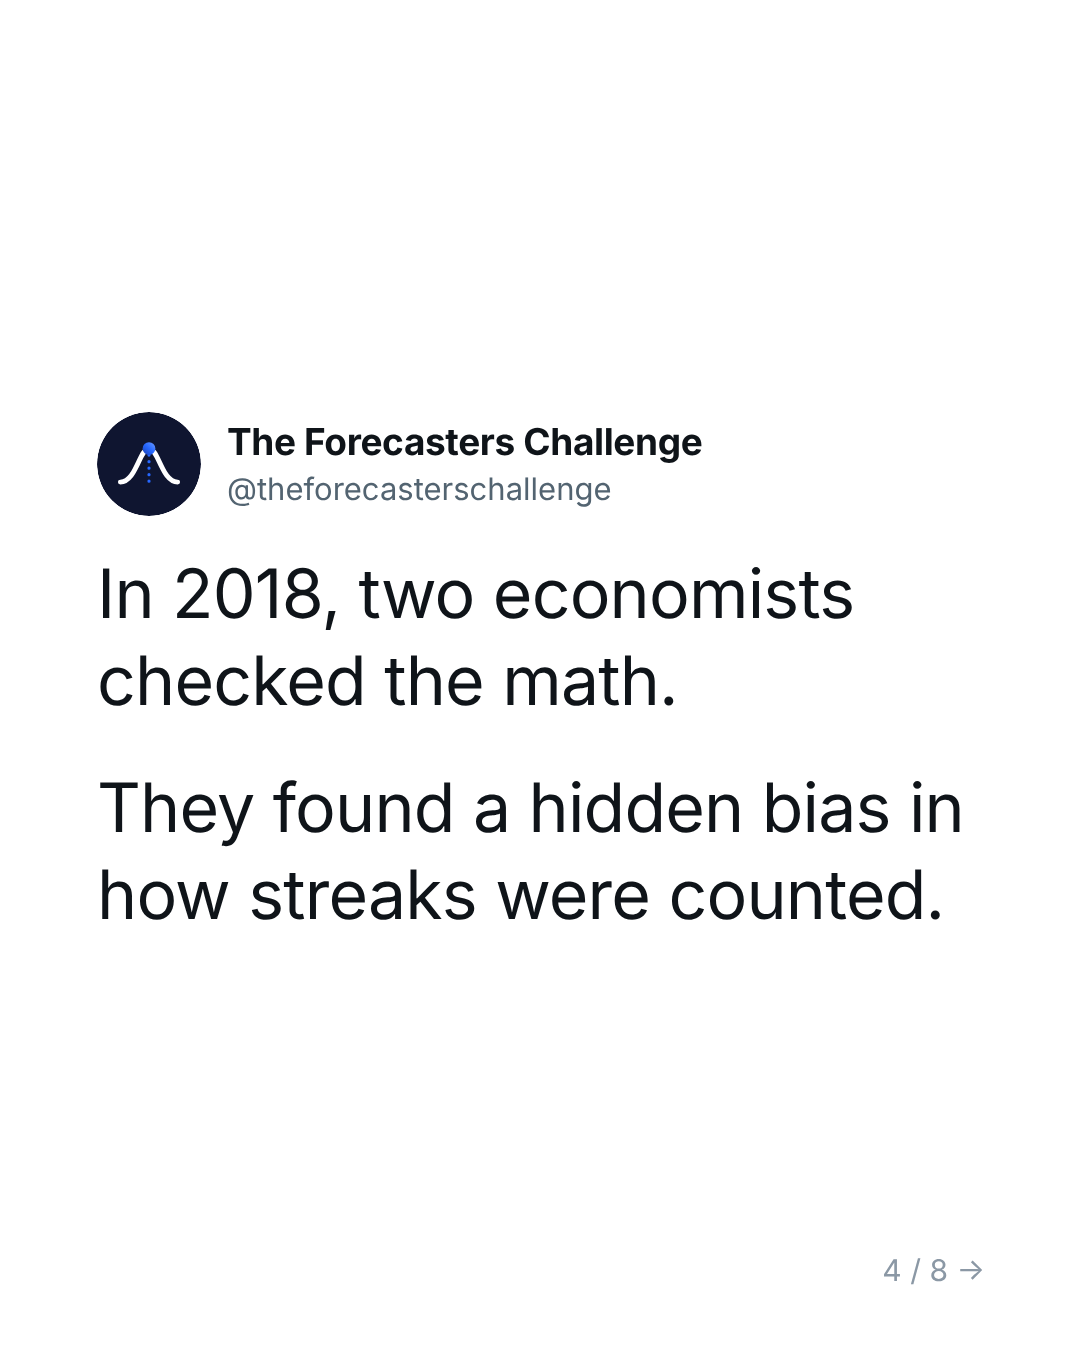 The Forecasters Challenge
@theforecasterschallenge
In 2018, two economists
checked the math.
They found a hidden bias in
how streaks were counted.
4 / 8 →